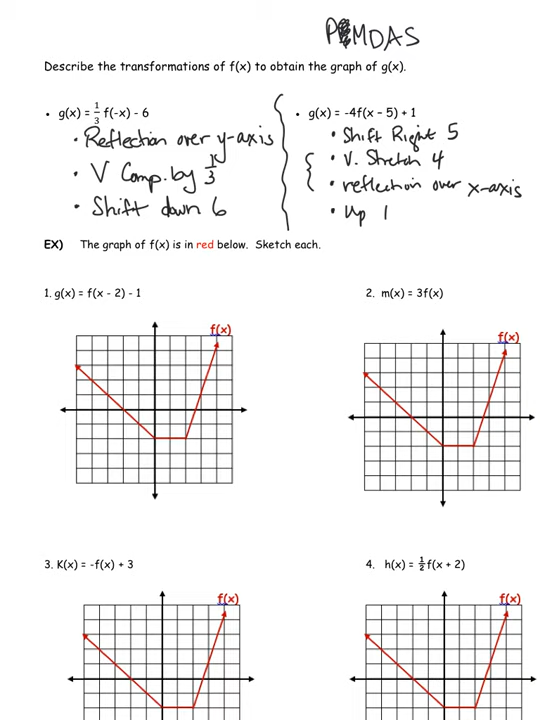 PEMDAS
Describe the transformations of f(x) to obtain the graph of g(x).
• g(x) = 1/3 f(-x) - 6
• g(x) = -4f(x - 5) + 1
• Reflection over y-axis
• V Comp. by 1/3
• Shift down 6
• Shift Right 5
• V. Stretch 4
• reflection over x-axis
• Up 1
EX) The graph of f(x) is in red below. Sketch each.
1. g(x) = f(x - 2) - 1
2. m(x) = 3f(x)
f(x)
f(x)
3. K(x) = -f(x) + 3
4. h(x) = 1/2 f(x + 2)
f(x)
f(x)